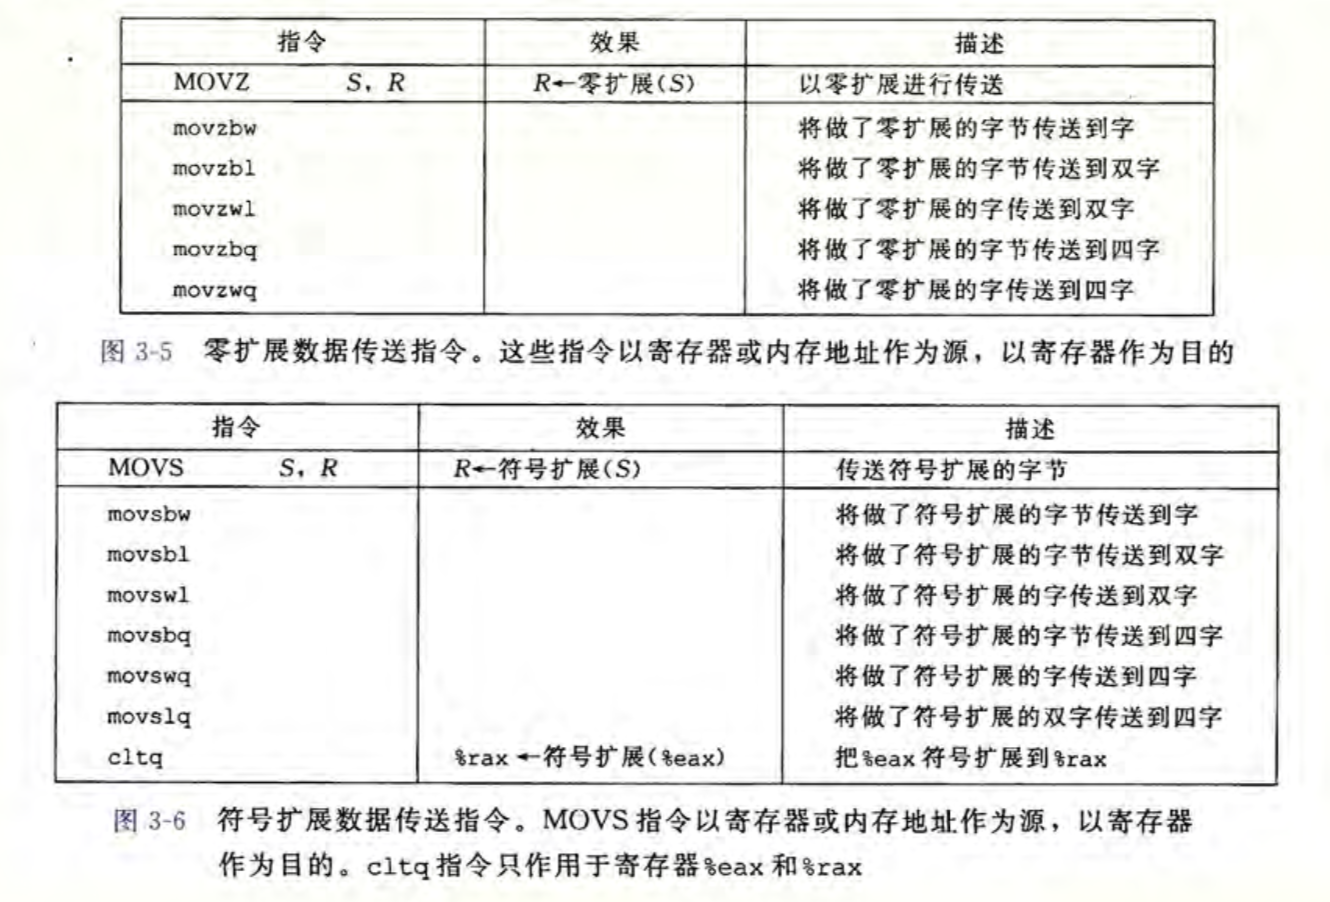 指令 效果 描述
MOVZ S，R R←零扩展(S) 以零扩展进行传送
movzbw 将做了零扩展的字节传送到字
movzbl 将做了零扩展的字节传送到双字
movzwl 将做了零扩展的字传送到双字
movzbq 将做了零扩展的字节传送到四字
movzwq 将做了零扩展的字传送到四字
图 3-5 零扩展数据传送指令。这些指令以寄存器或内存地址作为源，以寄存器作为目的
指令 效果 描述
MOVS S，R R←符号扩展(S) 传送符号扩展的字节
movsbw 将做了符号扩展的字节传送到字
movsbl 将做了符号扩展的字节传送到双字
movswl 将做了符号扩展的字传送到双字
movsbq 将做了符号扩展的字节传送到四字
movswq 将做了符号扩展的字传送到四字
movslq 将做了符号扩展的双字传送到四字
cltq %rax←符号扩展(%eax) 把%eax符号扩展到%rax
图 3-6 符号扩展数据传送指令。MOVS 指令以寄存器或内存地址作为源，以寄存器
作为目的。cltq 指令只作用于寄存器%eax 和%rax